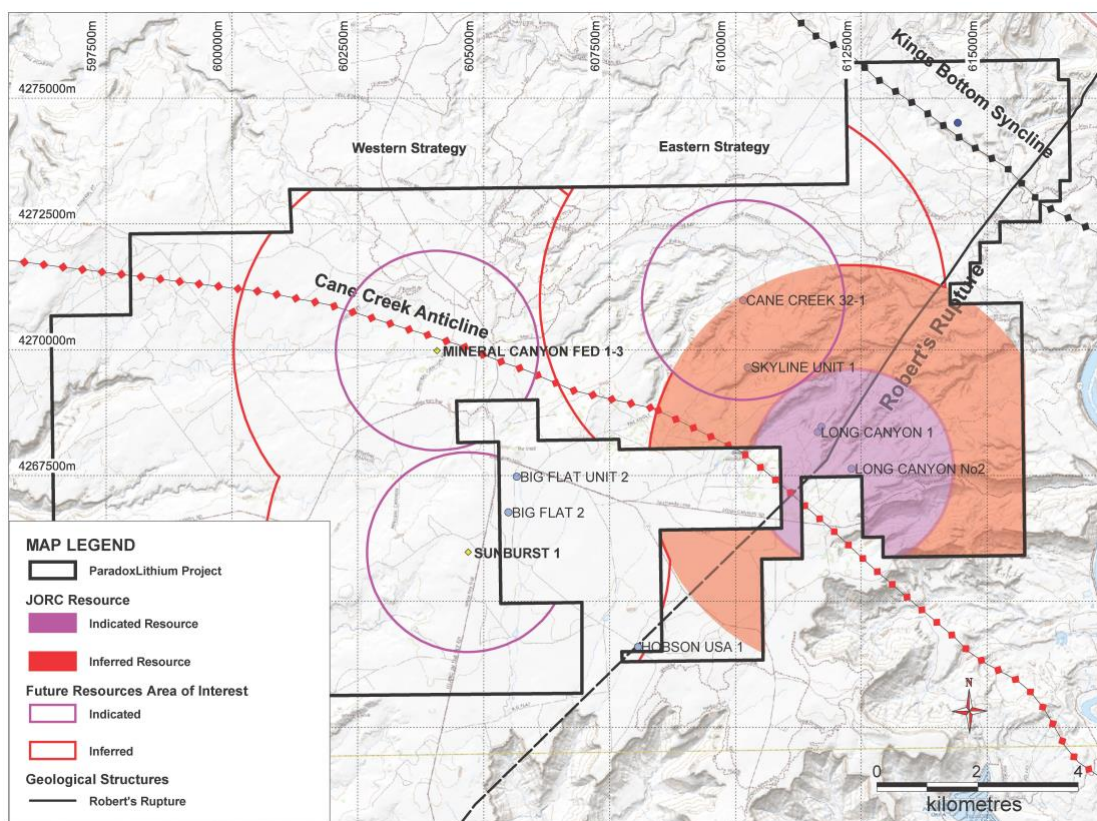 597500m
600000m
602500m
605000m
607500m
610000m
612500m
615000m
4275000m
4272500m
4270000m
4267500m
Kings Bottom Syncline
Western Strategy
Eastern Strategy
Cane Creek Anticline
Robert's Rupture
CANE CREEK 32-1
MINERAL CANYON FED 1-3
SKYLINE UNIT 1
LONG CANYON 1
LONG CANYON No2
BIG FLAT UNIT 2
BIG FLAT 2
SUNBURST 1
HOBSON USA 1
MAP LEGEND
ParadoxLithium Project
JORC Resource
Indicated Resource
Inferred Resource
Future Resources Area of Interest
Indicated
Inferred
Geological Structures
Robert's Rupture
N
0 2 4
kilometres